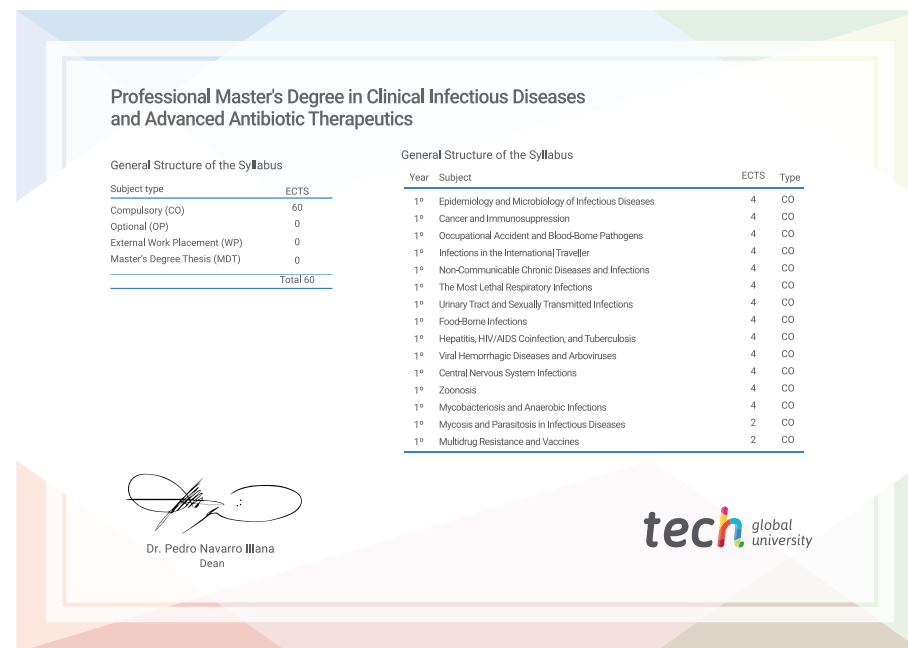 Professional Master's Degree in Clinical Infectious Diseases
and Advanced Antibiotic Therapeutics
General Structure of the Syllabus
Subject type ECTS
Compulsory (CO) 60
Optional (OP) 0
External Work Placement (WP) 0
Master's Degree Thesis (MDT) 0
Total 60
General Structure of the Syllabus
Year Subject ECTS Type
1º Epidemiology and Microbiology of Infectious Diseases 4 CO
1º Cancer and Immunosuppression 4 CO
1º Occupational Accident and Blood-Borne Pathogens 4 CO
1º Infections in the International Traveller 4 CO
1º Non-Communicable Chronic Diseases and Infections 4 CO
1º The Most Lethal Respiratory Infections 4 CO
1º Urinary Tract and Sexually Transmitted Infections 4 CO
1º Food-Borne Infections 4 CO
1º Hepatitis, HIV/AIDS Coinfection, and Tuberculosis 4 CO
1º Viral Hemorrhagic Diseases and Arboviruses 4 CO
1º Central Nervous System Infections 4 CO
1º Zoonosis 4 CO
1º Mycobacteriosis and Anaerobic Infections 4 CO
1º Mycosis and Parasitosis in Infectious Diseases 2 CO
1º Multidrug Resistance and Vaccines 2 CO
Dr. Pedro Navarro Illana
Dean
tech global
university